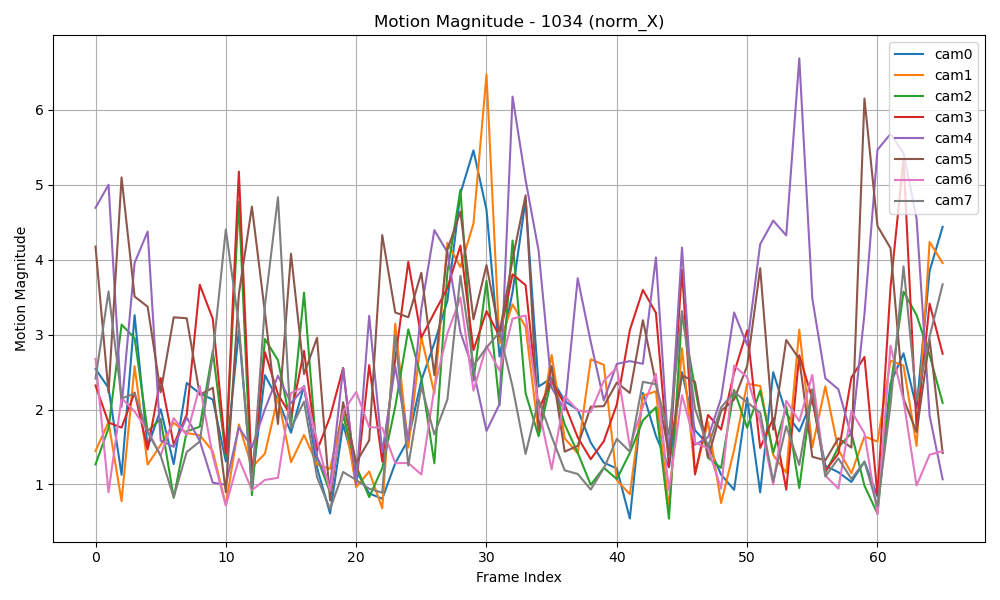 Motion Magnitude - 1034 (norm_X)
Motion Magnitude
6
5
4
3
2
1
0
10
20
30
40
50
60
Frame Index
cam0
cam1
cam2
cam3
cam4
cam5
cam6
cam7